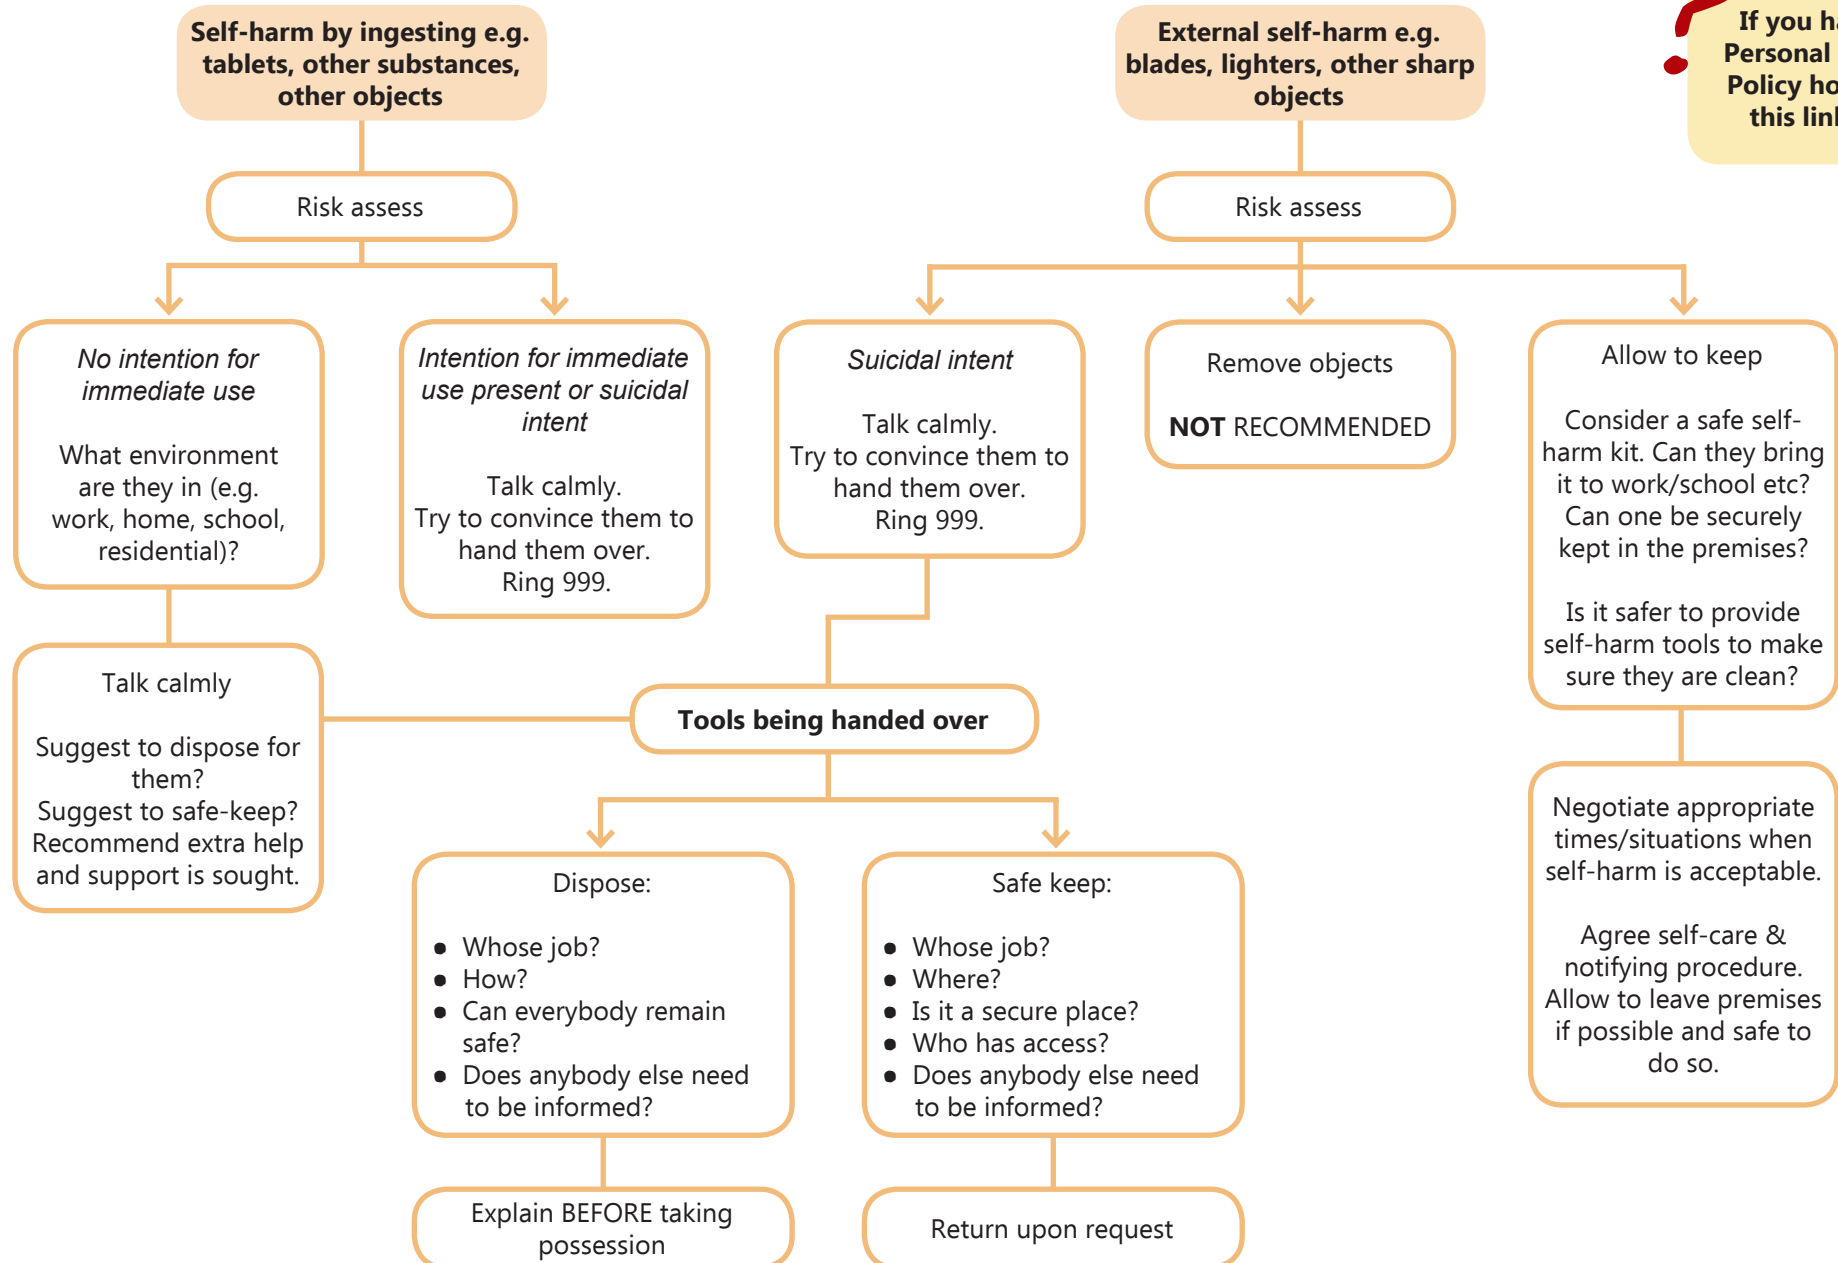 Self-harm by ingesting e.g.
tablets, other substances,
other objects
External self-harm e.g.
blades, lighters, other sharp
objects
If you
Personal
Policy
this
Risk assess
Risk assess
No intention for
immediate use
What environment
are they in (e.g.
work, home, school,
residential)?
Intention for immediate
use present or suicidal
intent
Talk calmly.
Try to convince them to
hand them over.
Ring 999.
Suicidal intent
Talk calmly.
Try to convince them to
hand them over.
Ring 999.
Remove objects
NOT RECOMMENDED
Allow to keep
Consider a safe self-
harm kit. Can they bring
it to work/school etc?
Can one be securely
kept in the premises?
Is it safer to provide
self-harm tools to make
sure they are clean?
Talk calmly
Suggest to dispose for
them?
Suggest to safe-keep?
Recommend extra help
and support is sought.
Tools being handed over
Negotiate appropriate
times/situations when
self-harm is acceptable.
Agree self-care &
notifying procedure.
Allow to leave premises
if possible and safe to
do so.
Dispose:
● Whose job?
● How?
● Can everybody remain
safe?
● Does anybody else need
to be informed?
Safe keep:
● Whose job?
● Where?
● Is it a secure place?
● Who has access?
● Does anybody else need
to be informed?
Explain BEFORE taking
possession
Return upon request